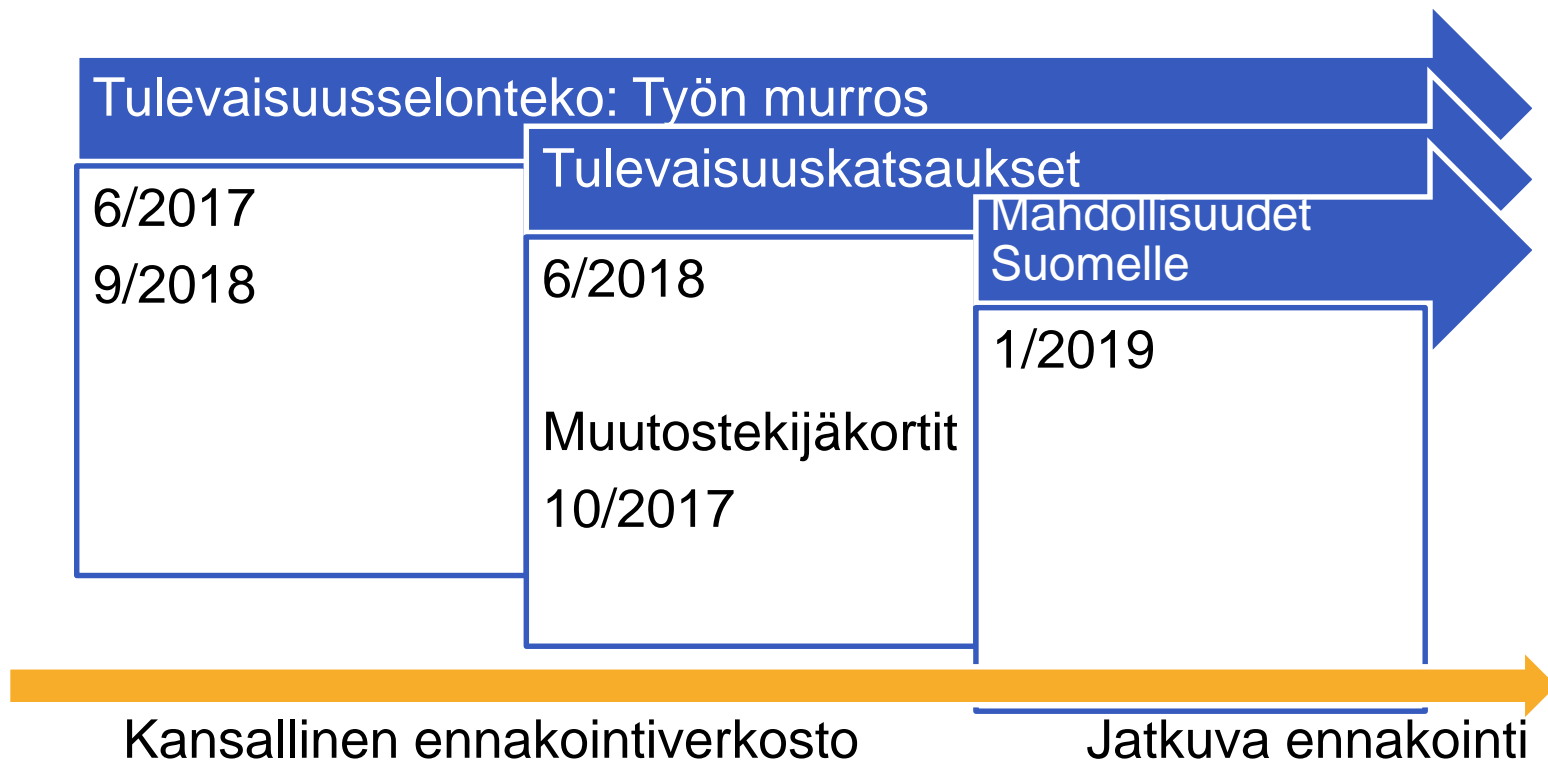 Tulevaisuusselonteko: Työn murros
6/2017
9/2018
Tulevaisuuskatsaukset
6/2018
Muutostekijäkortit
10/2017
Mahdollisuudet
Suomelle
1/2019
Kansallinen ennakointiverkosto
Jatkuva ennakointi